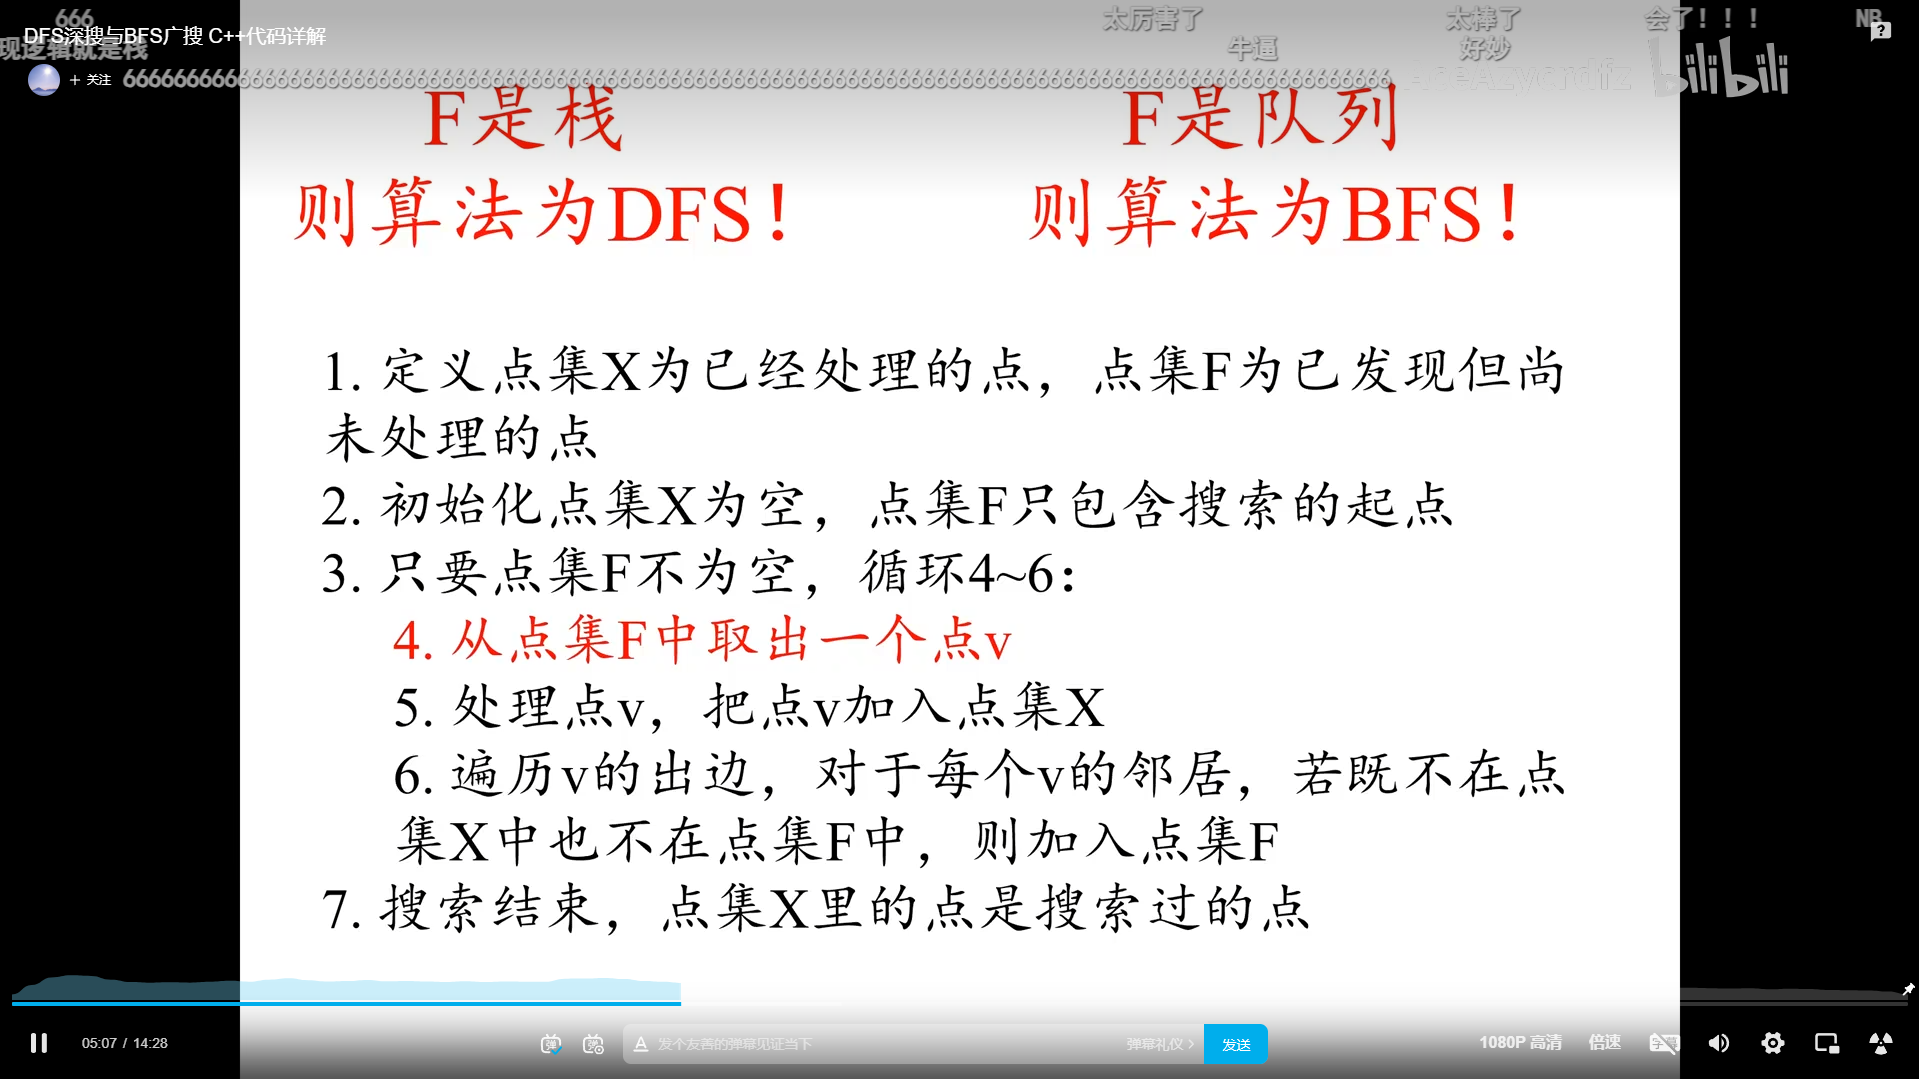 666
太厉害了
太棒了
会了！！！
NB
DFS深搜与BFS广搜 C++代码详解
现逻辑就是栈
牛逼
好妙
+ 关注
bilibili
F是栈
F是队列
则算法为DFS！
则算法为BFS！
1. 定义点集X为已经处理的点，点集F为已发现但尚
未处理的点
2. 初始化点集X为空，点集F只包含搜索的起点
3. 只要点集F不为空，循环4~6：
4. 从点集F中取出一个点v
5. 处理点v，把点v加入点集X
6. 遍历v的出边，对于每个v的邻居，若既不在点
集X中也不在点集F中，则加入点集F
7. 搜索结束，点集X里的点是搜索过的点
05:07 / 14:28
弹
弹
A 发个友善的弹幕见证当下
弹幕礼仪 >
发送
1080P 高清
倍速